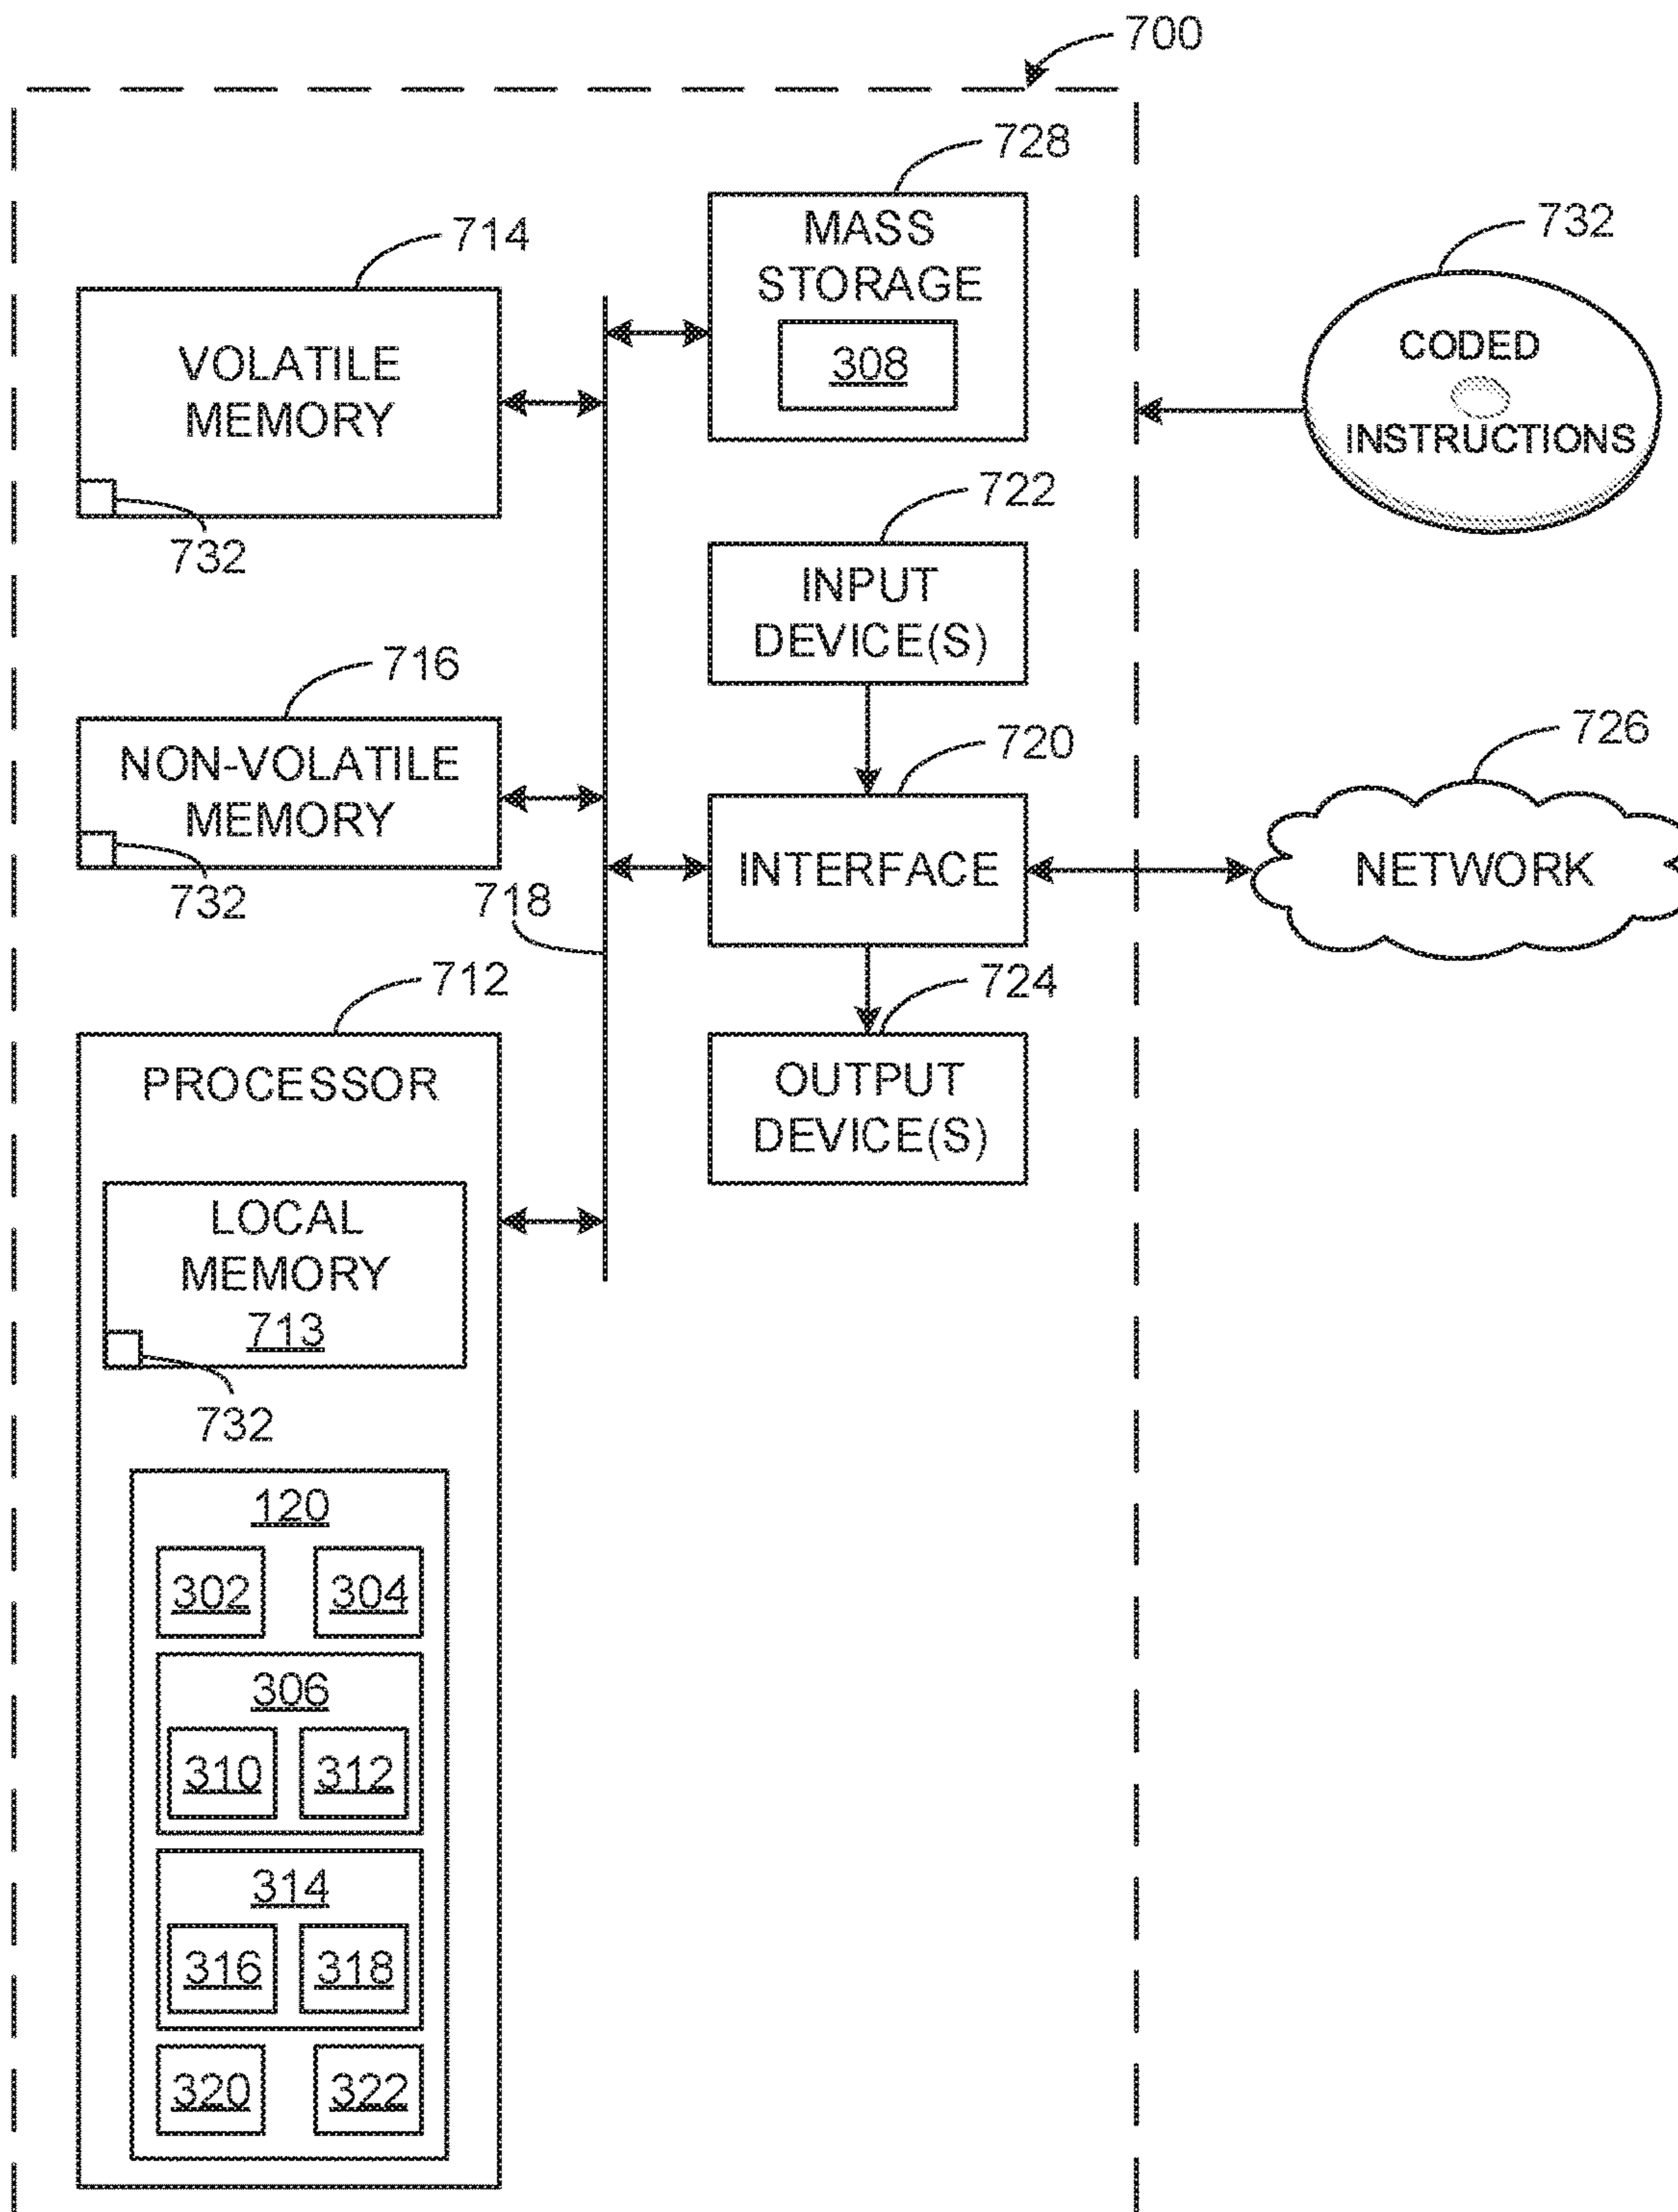 700
728
MASS
STORAGE
308
714
VOLATILE
MEMORY
732
732
CODED
INSTRUCTIONS
722
INPUT
DEVICE(S)
716
NON-VOLATILE
MEMORY
732
718
720
INTERFACE
726
NETWORK
712
PROCESSOR
724
OUTPUT
DEVICE(S)
LOCAL
MEMORY
713
732
120
302 304
306
310 312
314
316 318
320 322